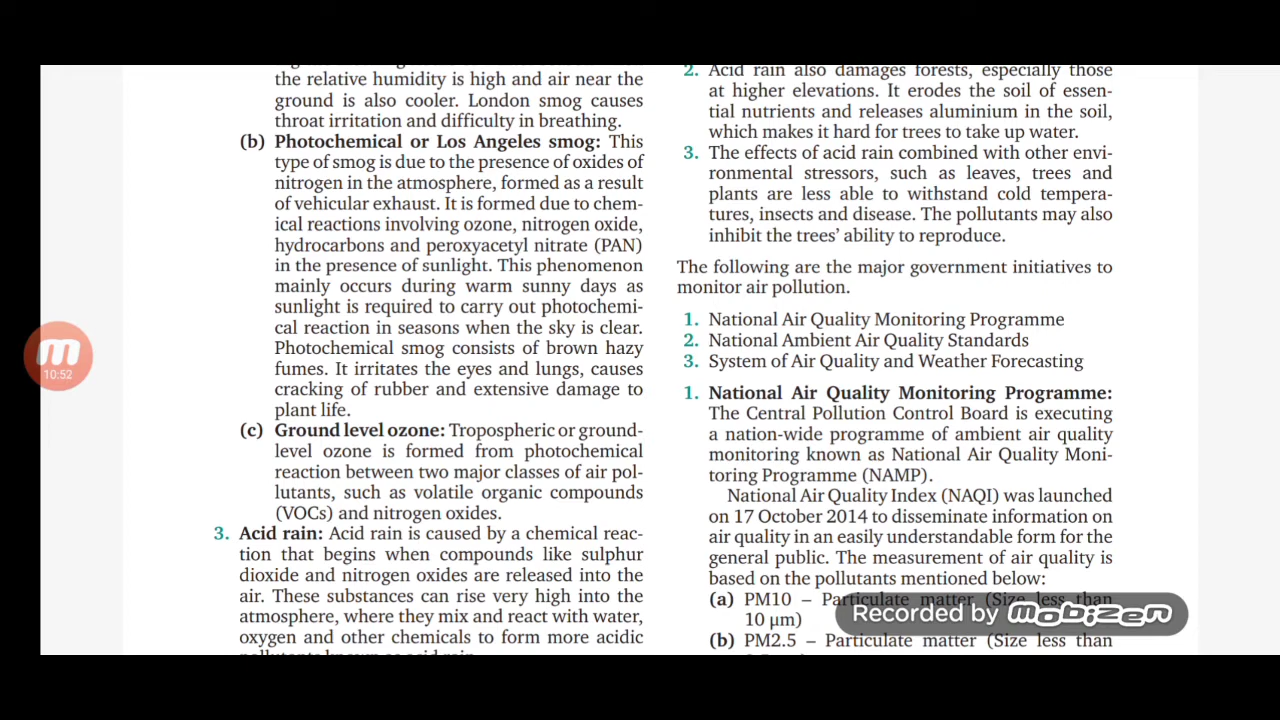 the relative humidity is high and air near the
ground is also cooler. London smog causes
throat irritation and difficulty in breathing.
(b) Photochemical or Los Angeles smog: This
type of smog is due to the presence of oxides of
nitrogen in the atmosphere, formed as a result
of vehicular exhaust. It is formed due to chem-
ical reactions involving ozone, nitrogen oxide,
hydrocarbons and peroxyacetyl nitrate (PAN)
in the presence of sunlight. This phenomenon
mainly occurs during warm sunny days as
sunlight is required to carry out photochemi-
cal reaction in seasons when the sky is clear.
Photochemical smog consists of brown hazy
fumes. It irritates the eyes and lungs, causes
cracking of rubber and extensive damage to
plant life.
(c) Ground level ozone: Tropospheric or ground-
level ozone is formed from photochemical
reaction between two major classes of air pol-
lutants, such as volatile organic compounds
(VOCs) and nitrogen oxides.
3. Acid rain: Acid rain is caused by a chemical reac-
tion that begins when compounds like sulphur
dioxide and nitrogen oxides are released into the
air. These substances can rise very high into the
atmosphere, where they mix and react with water,
oxygen and other chemicals to form more acidic
2. Acid rain also damages forests, especially those
at higher elevations. It erodes the soil of essen-
tial nutrients and releases aluminium in the soil,
which makes it hard for trees to take up water.
3. The effects of acid rain combined with other envi-
ronmental stressors, such as leaves, trees and
plants are less able to withstand cold tempera-
tures, insects and disease. The pollutants may also
inhibit the trees' ability to reproduce.
The following are the major government initiatives to
monitor air pollution.
1. National Air Quality Monitoring Programme
2. National Ambient Air Quality Standards
3. System of Air Quality and Weather Forecasting
1. National Air Quality Monitoring Programme:
The Central Pollution Control Board is executing
a nation-wide programme of ambient air quality
monitoring known as National Air Quality Moni-
toring Programme (NAMP).
National Air Quality Index (NAQI) was launched
on 17 October 2014 to disseminate information on
air quality in an easily understandable form for the
general public. The measurement of air quality is
based on the pollutants mentioned below:
(a) PM10 – Particulate matter (Size less than
10 μm)
(b) PM2.5 – Particulate matter (Size less than
10:52
Recorded by mobizen